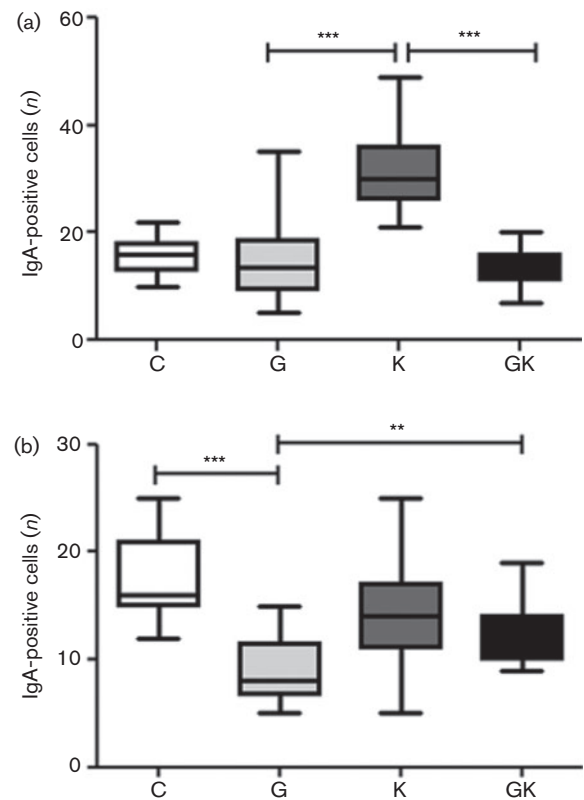 (a)
60
*** ***
40
20
0
IgA-positive cells (n)
C G K GK
(b)
30
**
***
20
10
0
IgA-positive cells (n)
C G K GK